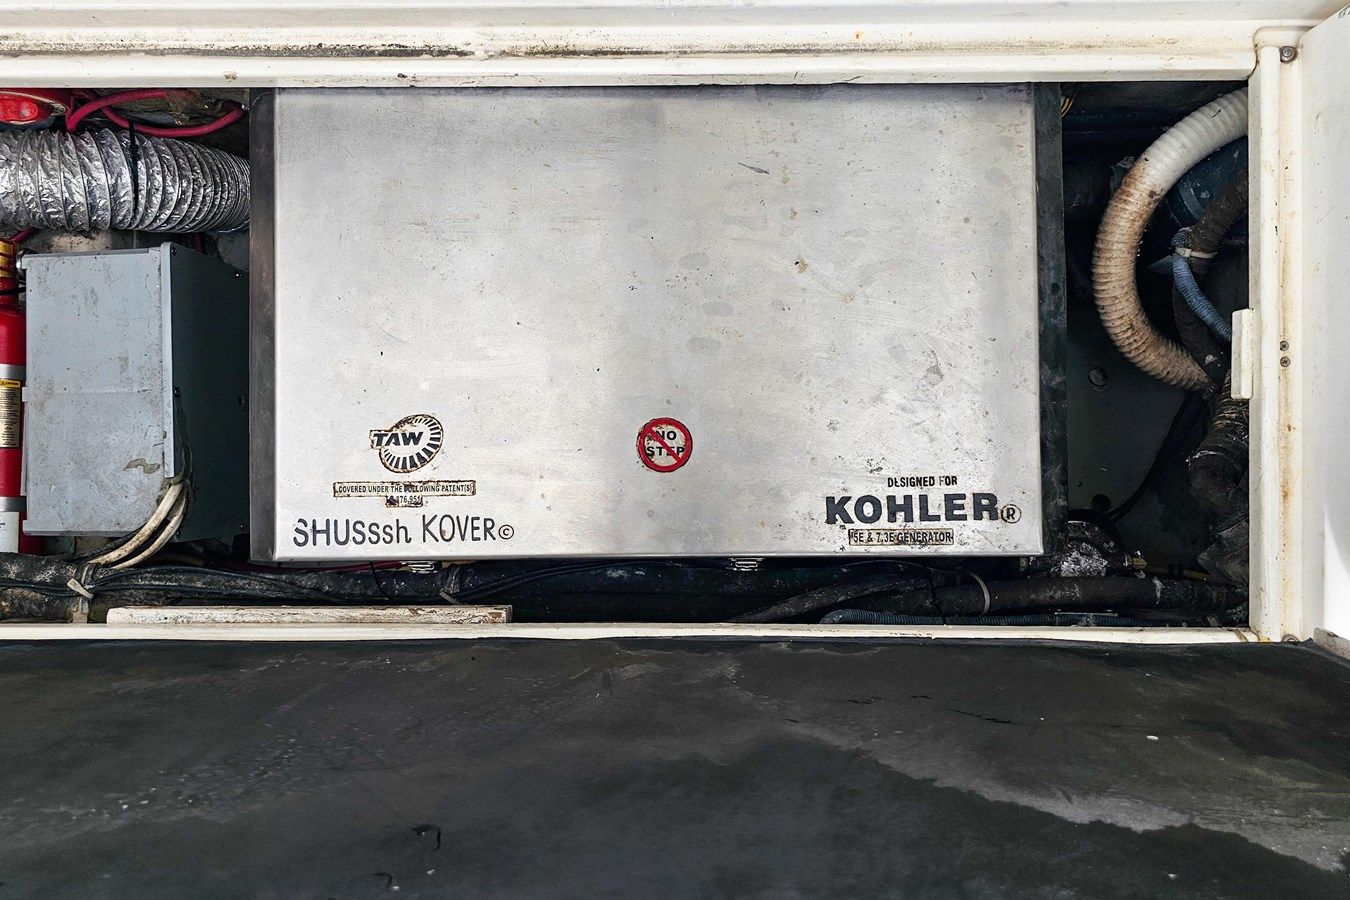 TAW
COVERED UNDER THE FOLLOWING PATENT(S)
SHUSssh KOVER©
NO
STEP
DESIGNED FOR
KOHLER®
5E & 7.3E GENERATOR